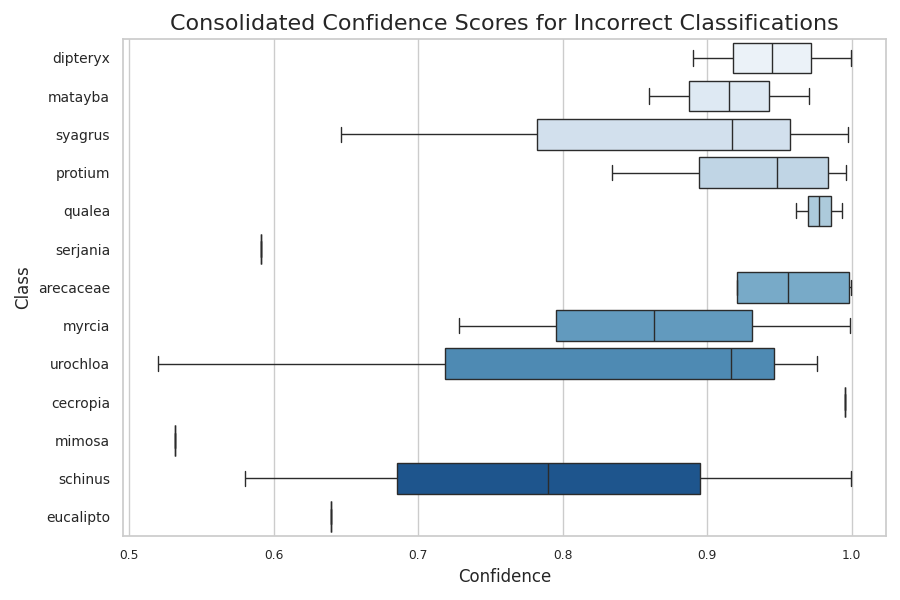 Consolidated Confidence Scores for Incorrect Classifications
dipteryx
matayba
syagrus
protium
qualea
serjania
arecaceae
myrcia
urochloa
cecropia
mimosa
schinus
eucalipto
Class
0.5 0.6 0.7 0.8 0.9 1.0
Confidence